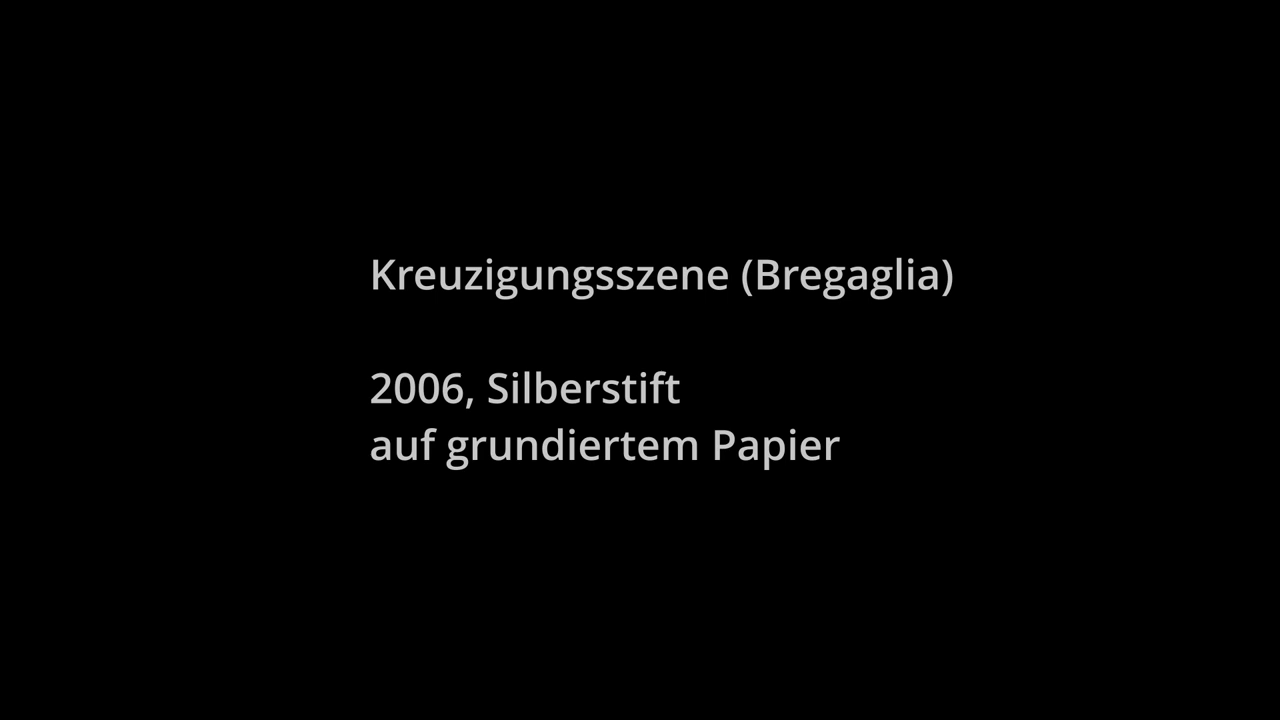 Kreuzigungsszene (Bregaglia)
2006, Silberstift
auf grundiertem Papier